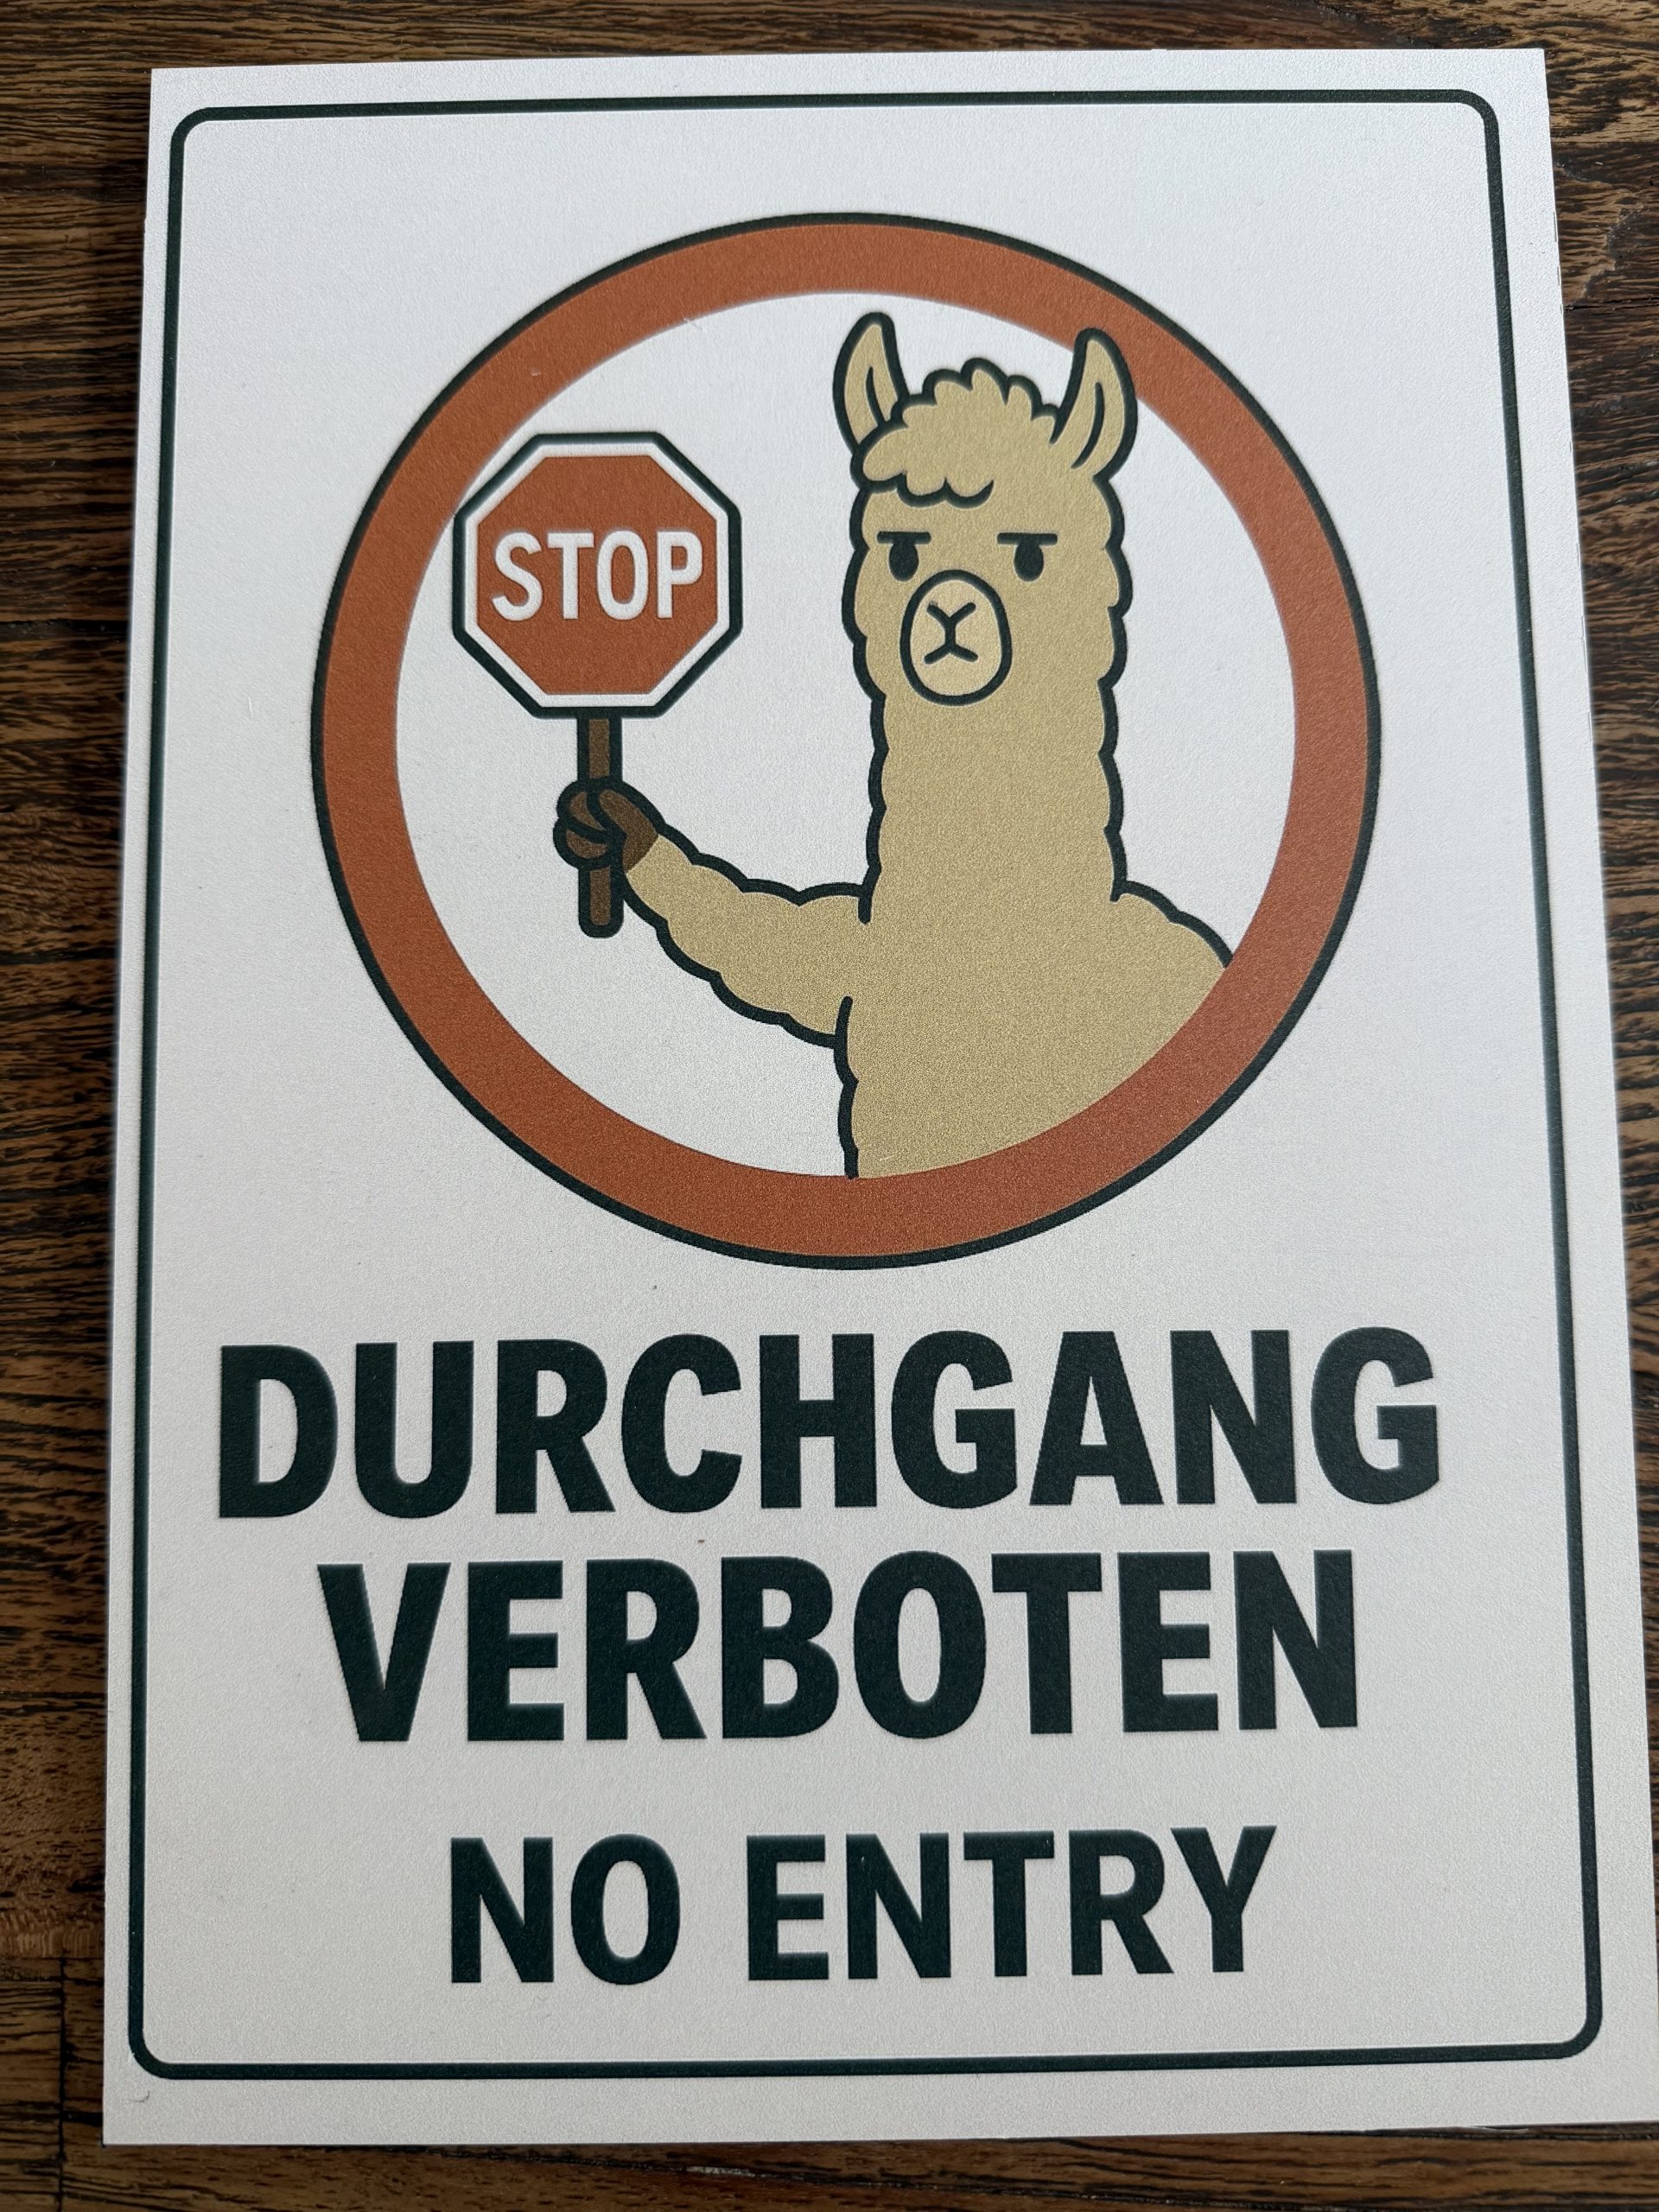 STOP
DURCHGANG
VERBOTEN
NO ENTRY